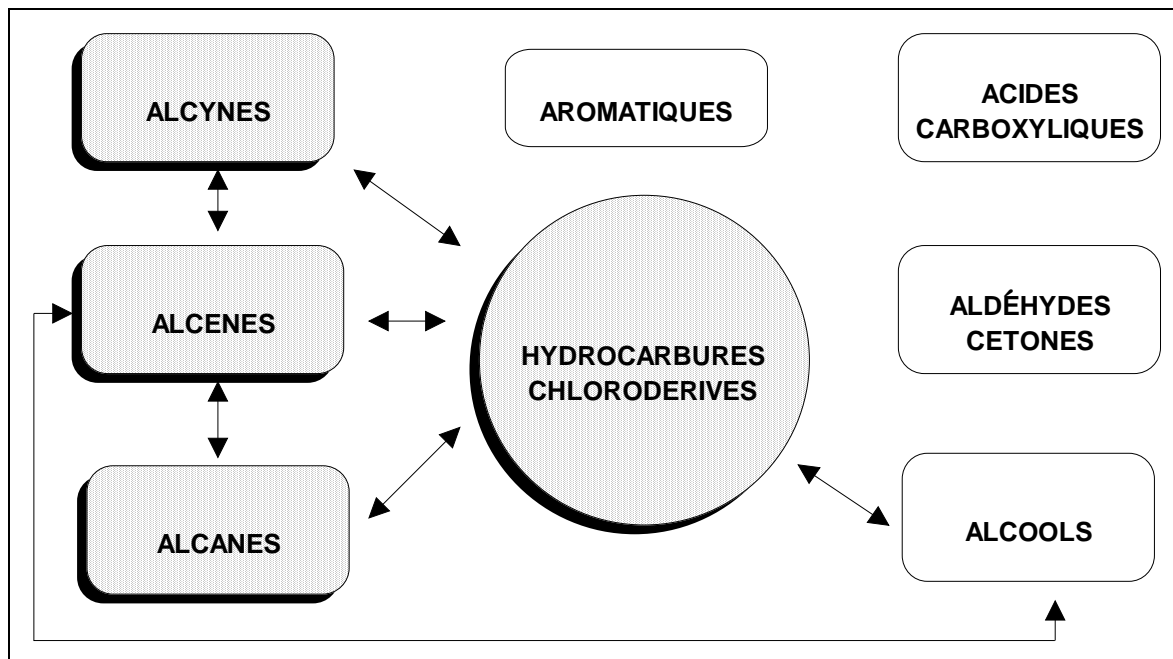 ALCYNES
AROMATIQUES
ACIDES
CARBOXYLIQUES
ALCENES
HYDROCARBURES
CHLORODERIVES
ALDÉHYDES
CETONES
ALCANES
ALCOOLS